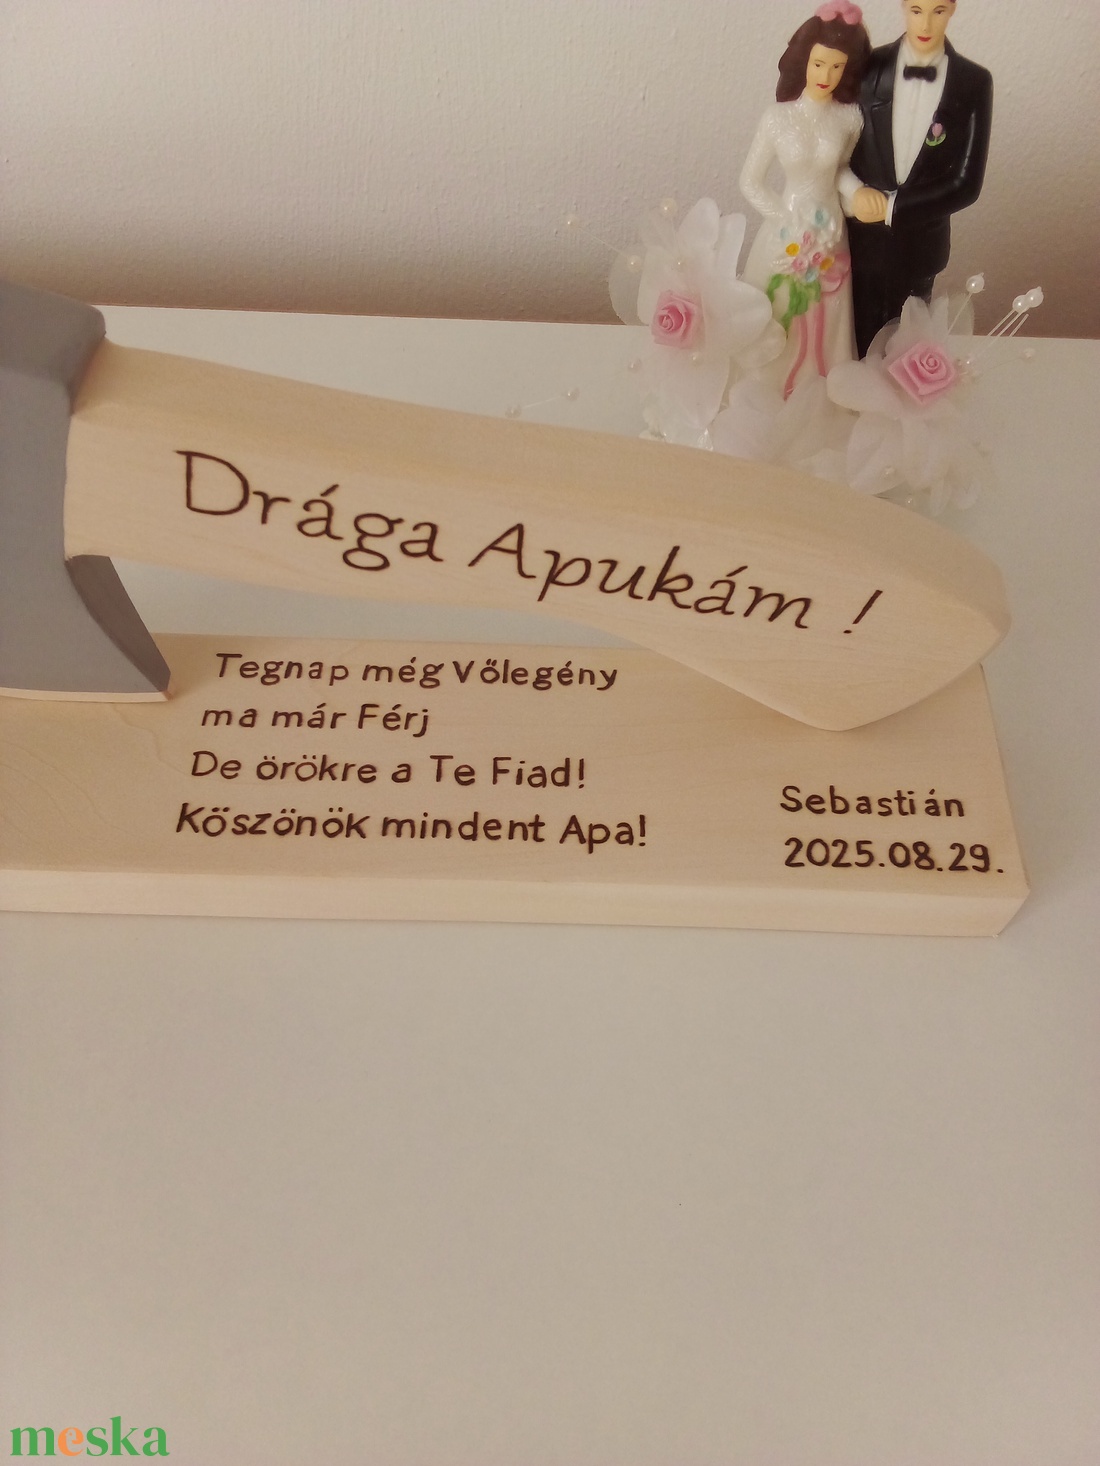 Drága Apukám !
Tegnap még Vőlegény
ma már Férj
De örökre a Te Fiad!
Köszönök mindent Apa!
Sebastián
2025.08.29.
meska